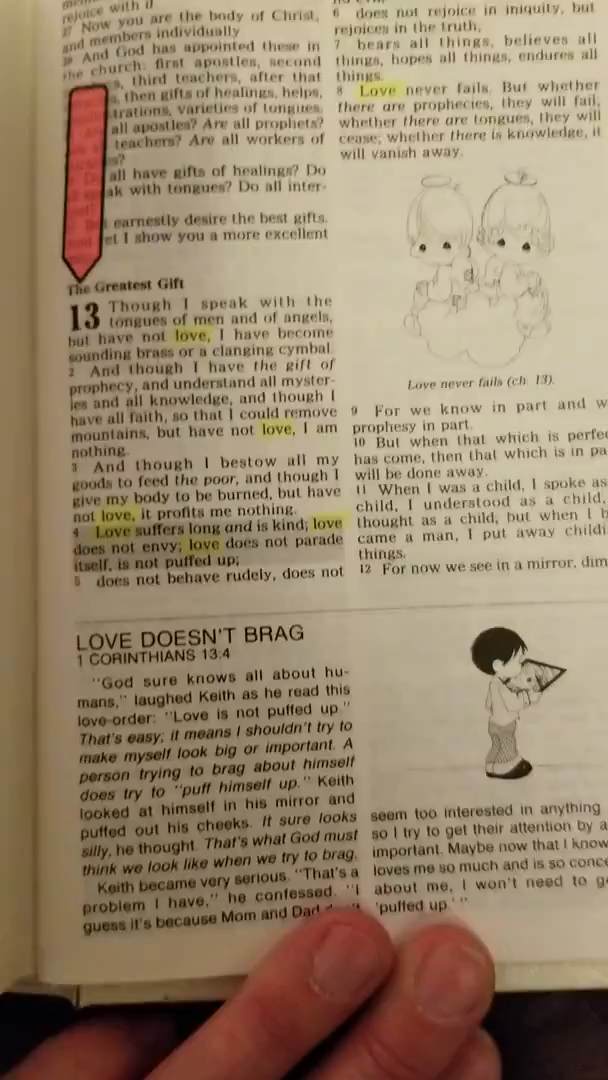 rejoice with it
27 Now you are the body of Christ,
and members individually
28 And God has appointed these in
the church: first apostles, second
third teachers, after that
then gifts of healings, helps,
varieties of tongues.
all apostles? Are all prophets?
teachers? Are all workers of
all have gifts of healings? Do
with tongues? Do all inter-
earnestly desire the best gifts.
I show you a more excellent
The Greatest Gift
13 Though I speak with the
tongues of men and of angels,
but have not love, I have become
sounding brass or a clanging cymbal
2 And though I have the gift of
prophecy, and understand all myster-
ies and all knowledge, and though I
have all faith, so that I could remove
mountains, but have not love, I am
nothing.
3 And though I bestow all my
goods to feed the poor, and though I
give my body to be burned, but have
not love, it profits me nothing.
4 Love suffers long and is kind; love
does not envy; love does not parade
itself, is not puffed up;
5 does not behave rudely, does not
6 does not rejoice in iniquity, but
rejoices in the truth,
7 bears all things, believes all
things, hopes all things, endures all
things.
8 Love never fails. But whether
there are prophecies, they will fail;
whether there are tongues, they will
cease; whether there is knowledge, it
will vanish away.
Love never fails (ch. 13).
9 For we know in part and w
prophesy in part.
10 But when that which is perfec
has come, then that which is in pa
will be done away.
11 When I was a child, I spoke as
child, I understood as a child,
thought as a child; but when I b
came a man, I put away childi
things.
12 For now we see in a mirror, dim
LOVE DOESN'T BRAG
1 CORINTHIANS 13:4
"God sure knows all about hu-
mans," laughed Keith as he read this
love-order: "Love is not puffed up."
That's easy; it means I shouldn't try to
make myself look big or important. A
person trying to brag about himself
does try to "puff himself up." Keith
looked at himself in his mirror and
puffed out his cheeks. It sure looks
silly, he thought. That's what God must
think we look like when we try to brag.
Keith became very serious. "That's a
problem I have," he confessed. "I
guess it's because Mom and Dad
seem too interested in anything
so I try to get their attention by a
important. Maybe now that I know
loves me so much and is so conce
about me, I won't need to g
'puffed up.' "